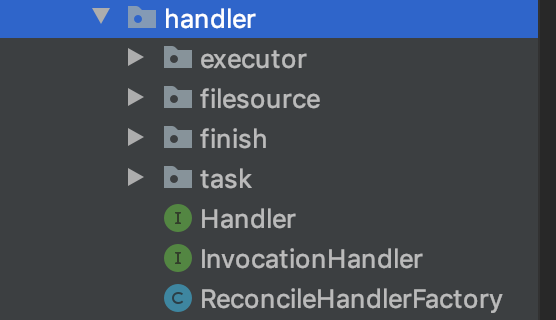 handler
executor
filesource
finish
task
I Handler
I InvocationHandler
C ReconcileHandlerFactory